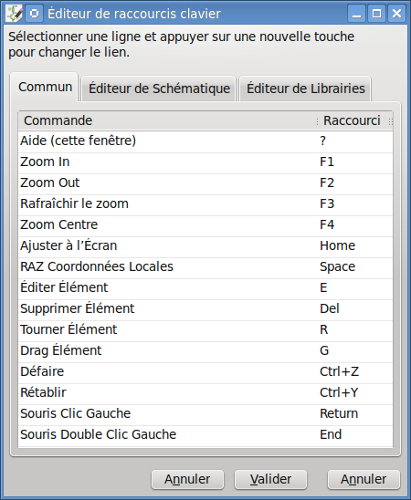 Éditeur de raccourcis clavier
Sélectionner une ligne et appuyer sur une nouvelle touche
pour changer le lien.
Commun Éditeur de Schématique Éditeur de Librairies
Commande Raccourci
Aide (cette fenêtre) ?
Zoom In F1
Zoom Out F2
Rafraîchir le zoom F3
Zoom Centre F4
Ajuster à l’Écran Home
RAZ Coordonnées Locales Space
Éditer Élément E
Supprimer Élément Del
Tourner Élément R
Drag Élément G
Défaire Ctrl+Z
Rétablir Ctrl+Y
Souris Clic Gauche Return
Souris Double Clic Gauche End
Annuler Valider Annuler